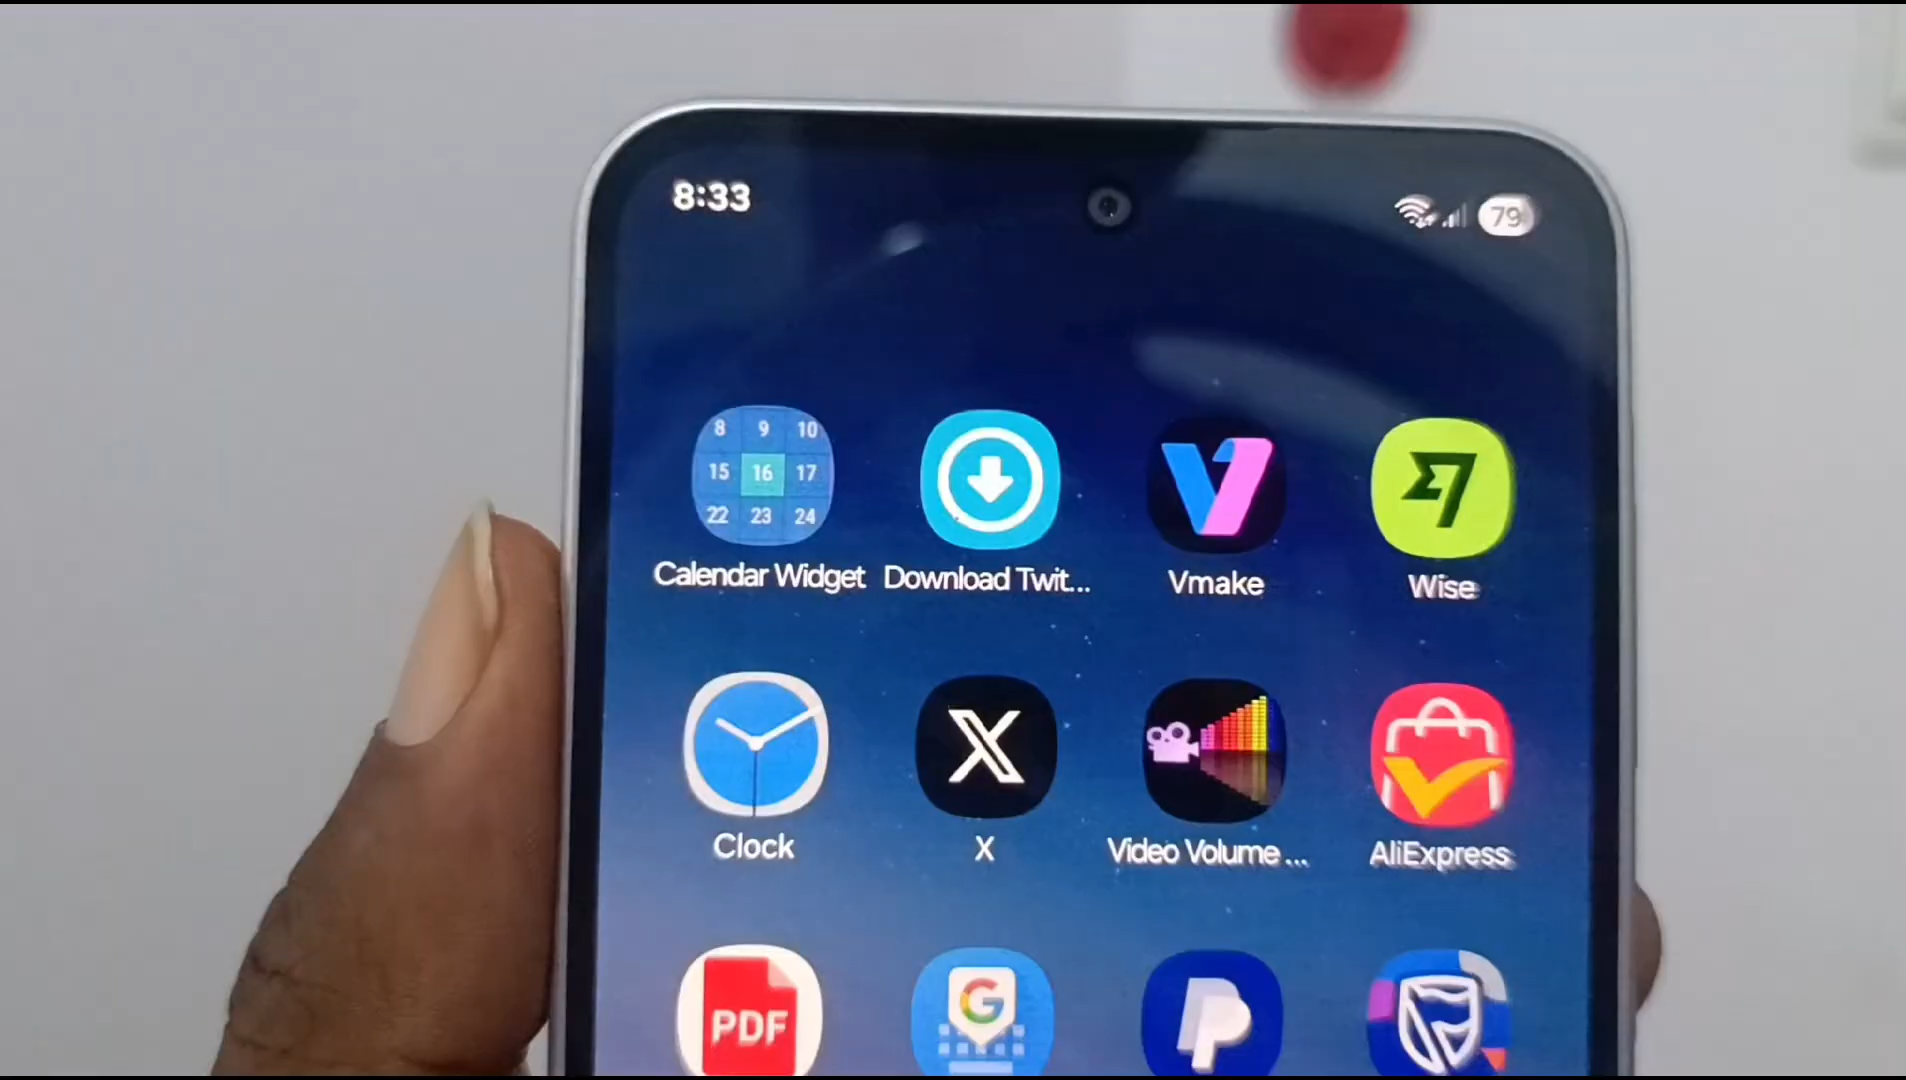 8:33
79
8 9 10
15 16 17
22 23 24
Calendar Widget Download Twit... Vmake Wise
Clock X Video Volume ... AliExpress
PDF G